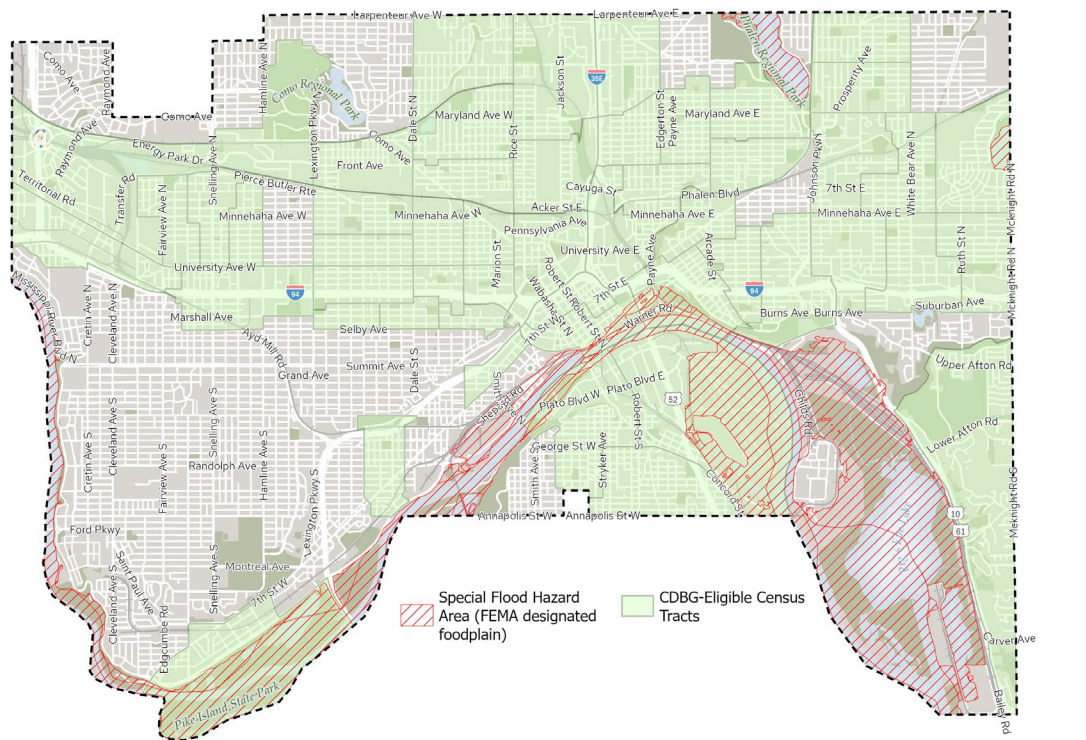 Larpenteur Ave W
Larpenteur Ave E
Como Ave
Raymond Ave
Hamline Ave N
Como Regional Park
Lexington Pkwy N
Dale St N
Jackson St
35E
Phalen Regional Park
Prosperity Ave
Edgerton St
Payne Ave
Como Ave
Maryland Ave W
Maryland Ave E
Rice St
Como Ave
Raymond Ave
Energy Park Dr
Snelling Ave N
Front Ave
Johnson Pkwy
White Bear Ave N
Mcknight Rd N
Territorial Rd
Transfer Rd
Pierce Butler Rte
Cayuga St
Phalen Blvd
7th St E
Fairview Ave N
Minnehaha Ave W
Minnehaha Ave W
Acker St E
Minnehaha Ave E
Minnehaha Ave E
Pennsylvania Ave
Marion St
University Ave E
Payne Ave
Arcade St
Ruth St N
Mcknight Rd N
University Ave W
Robert St N
Wabasha St N
7th St E
Mississippi River Blvd N
Cretin Ave N
Cleveland Ave N
94
94
Marshall Ave
Selby Ave
Ayd Mill Rd
7th St W
Robert St N
Warner Rd
Burns Ave
Burns Ave
Suburban Ave
Summit Ave
Grand Ave
Dale St S
Smith Ave N
Shepard Rd
Plato Blvd W
Plato Blvd E
52
Childs Rd
Upper Afton Rd
Lower Afton Rd
Cretin Ave S
Cleveland Ave S
Fairview Ave S
Snelling Ave S
Hamline Ave S
Randolph Ave
Lexington Pkwy S
George St W
Smith Ave S
Stryker Ave
Robert St S
Concord St
Annapolis St W
Annapolis St W
Mcknight Rd S
10
61
Ford Pkwy
Saint Paul Ave
Montreal Ave
Snelling Ave S
7th St W
Cleveland Ave S
Edgcumbe Rd
Pike Island State Park
Carver Ave
Bailey Rd
Special Flood Hazard
Area (FEMA designated
foodplain)
CDBG-Eligible Census
Tracts